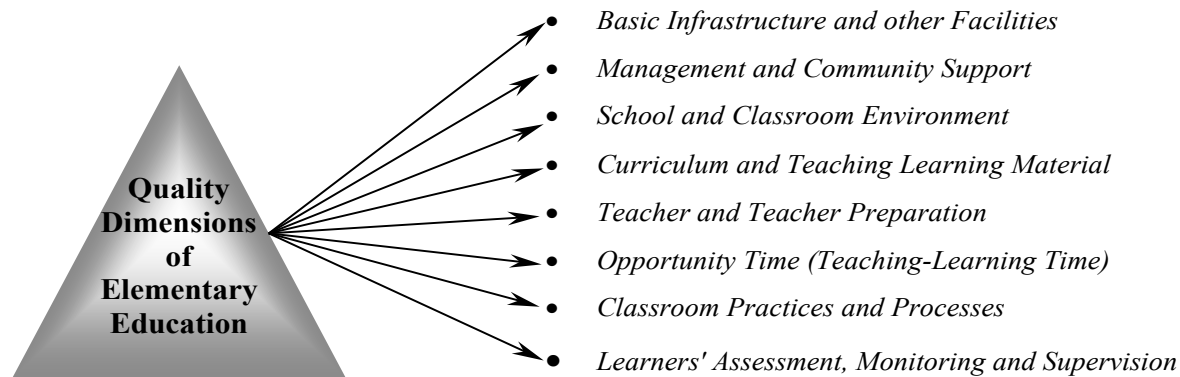 Quality
Dimensions
of
Elementary
Education
• Basic Infrastructure and other Facilities
• Management and Community Support
• School and Classroom Environment
• Curriculum and Teaching Learning Material
• Teacher and Teacher Preparation
• Opportunity Time (Teaching-Learning Time)
• Classroom Practices and Processes
• Learners' Assessment, Monitoring and Supervision